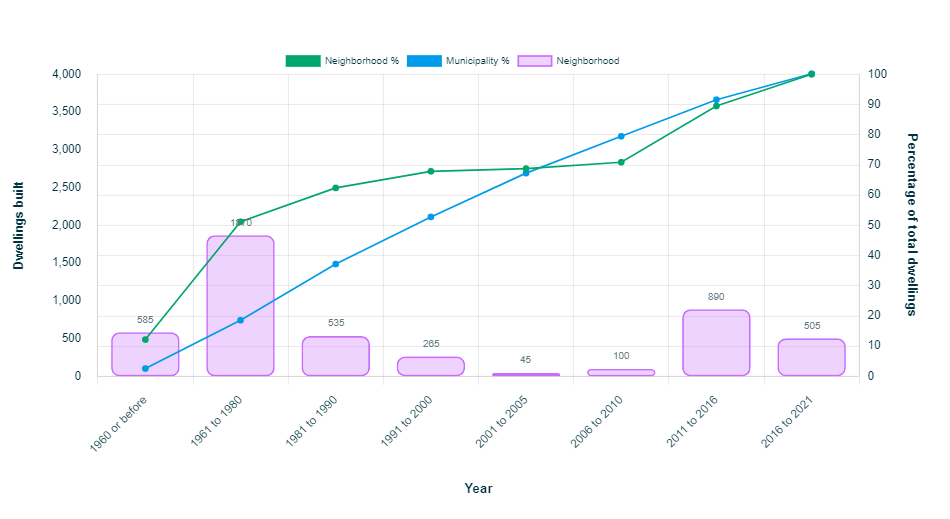 Neighborhood % Municipality % Neighborhood
4,000
3,500
3,000
2,500
2,000
1,500
1,000
500
0
100
90
80
70
60
50
40
30
20
10
0
Dwellings built
Percentage of total dwellings
585
1870
535
265
45
100
890
505
1960 or before
1961 to 1980
1981 to 1990
1991 to 2000
2001 to 2005
2006 to 2010
2011 to 2016
2016 to 2021
Year